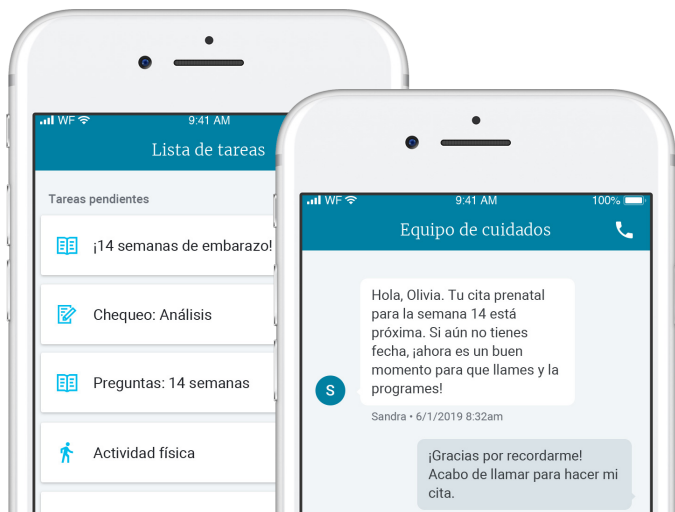 WF 9:41 AM
Lista de tareas
Tareas pendientes
¡14 semanas de embarazo!
Chequeo: Análisis
Preguntas: 14 semanas
Actividad física
WF 9:41 AM 100%
Equipo de cuidados
Hola, Olivia. Tu cita prenatal
para la semana 14 está
próxima. Si aún no tienes
fecha, ¡ahora es un buen
momento para que llames y la
programes!
S
Sandra • 6/1/2019 8:32am
¡Gracias por recordarme!
Acabo de llamar para hacer mi
cita.